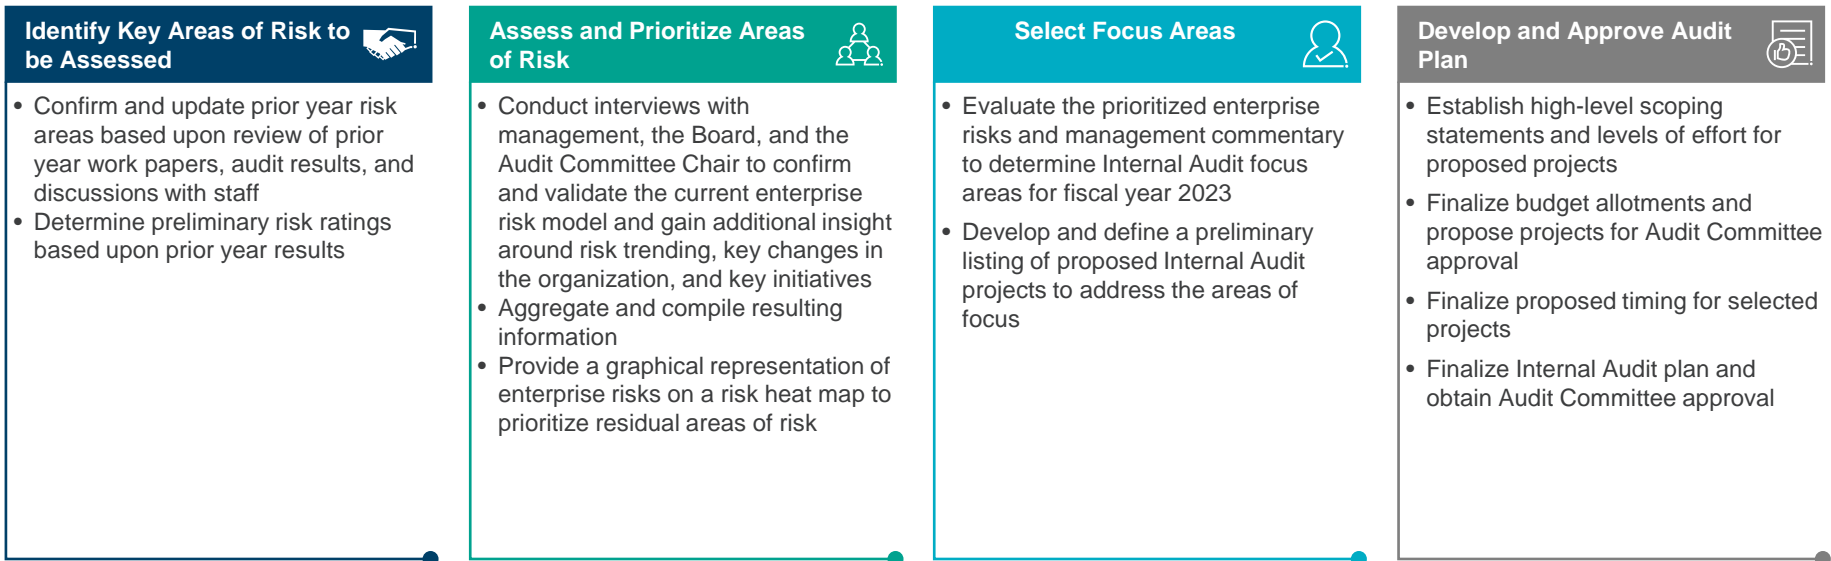 Identify Key Areas of Risk to
be Assessed
• Confirm and update prior year risk
areas based upon review of prior
year work papers, audit results, and
discussions with staff
• Determine preliminary risk ratings
based upon prior year results
Assess and Prioritize Areas
of Risk
• Conduct interviews with
management, the Board, and the
Audit Committee Chair to confirm
and validate the current enterprise
risk model and gain additional insight
around risk trending, key changes in
the organization, and key initiatives
• Aggregate and compile resulting
information
• Provide a graphical representation of
enterprise risks on a risk heat map to
prioritize residual areas of risk
Select Focus Areas
• Evaluate the prioritized enterprise
risks and management commentary
to determine Internal Audit focus
areas for fiscal year 2023
• Develop and define a preliminary
listing of proposed Internal Audit
projects to address the areas of
focus
Develop and Approve Audit
Plan
• Establish high-level scoping
statements and levels of effort for
proposed projects
• Finalize budget allotments and
propose projects for Audit Committee
approval
• Finalize proposed timing for selected
projects
• Finalize Internal Audit plan and
obtain Audit Committee approval